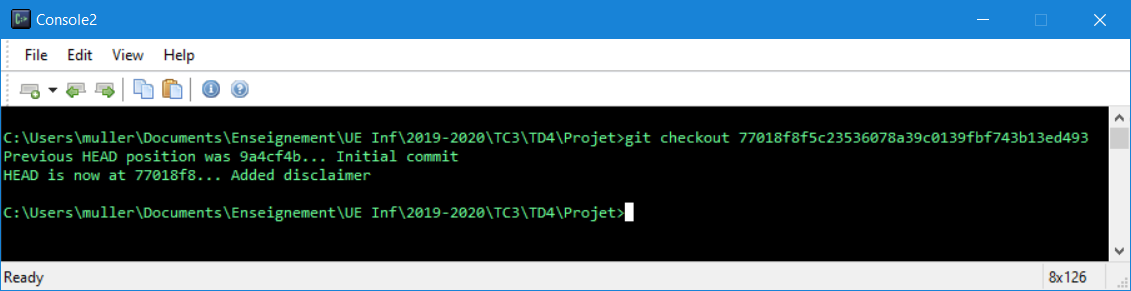 Console2
File Edit View Help
C:\Users\muller\Documents\Enseignement\UE Inf\2019-2020\TC3\TD4\Projet>git checkout 77018f8f5c23536078a39c0139fbf743b13ed493
Previous HEAD position was 9a4cf4b... Initial commit
HEAD is now at 77018f8... Added disclaimer
C:\Users\muller\Documents\Enseignement\UE Inf\2019-2020\TC3\TD4\Projet>
Ready 8x126